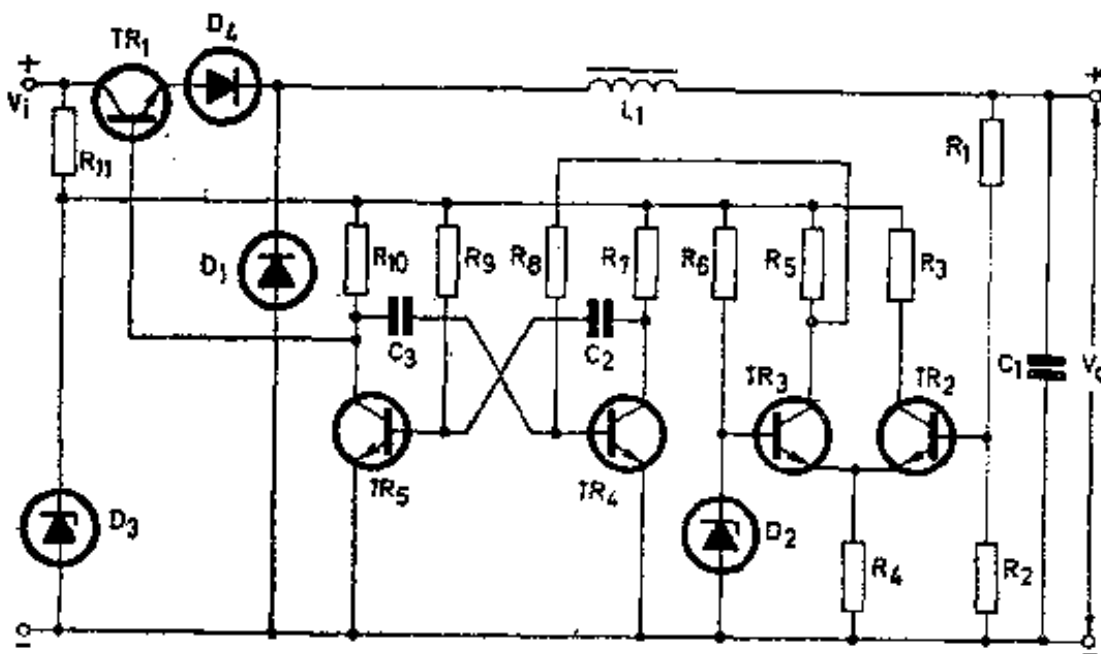 D4
TR1
+
+
Vi
L1
R11
R1
R10
R9
R8
R7
R6
R5
R3
D1
C3
C2
C1
TR3
TR2
TR5
TR4
D3
D2
R4
R2
-
-